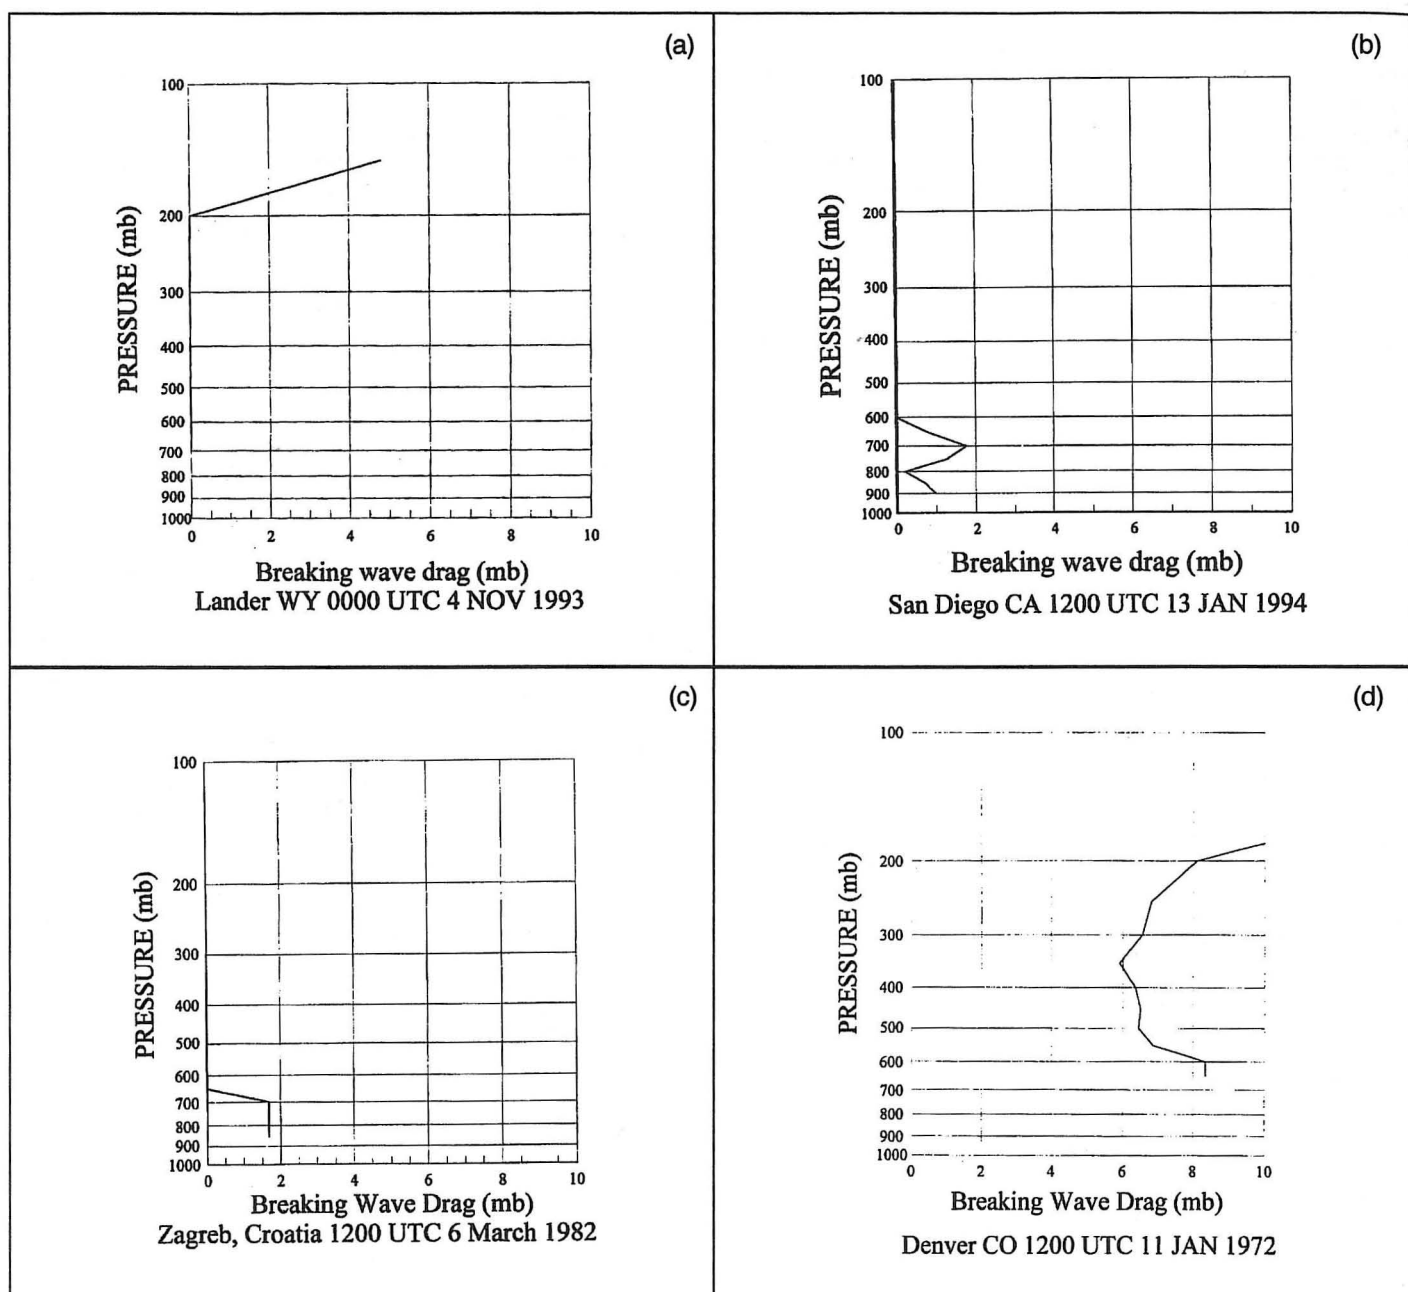 (a)
100
200
300
400
500
600
700
800
900
1000
PRESSURE (mb)
0 2 4 6 8 10
Breaking wave drag (mb)
Lander WY 0000 UTC 4 NOV 1993
(b)
100
200
300
400
500
600
700
800
900
1000
PRESSURE (mb)
0 2 4 6 8 10
Breaking wave drag (mb)
San Diego CA 1200 UTC 13 JAN 1994
(c)
100
200
300
400
500
600
700
800
900
1000
PRESSURE (mb)
0 2 4 6 8 10
Breaking Wave Drag (mb)
Zagreb, Croatia 1200 UTC 6 March 1982
(d)
100
200
300
400
500
600
700
800
900
1000
PRESSURE (mb)
0 2 4 6 8 10
Breaking Wave Drag (mb)
Denver CO 1200 UTC 11 JAN 1972